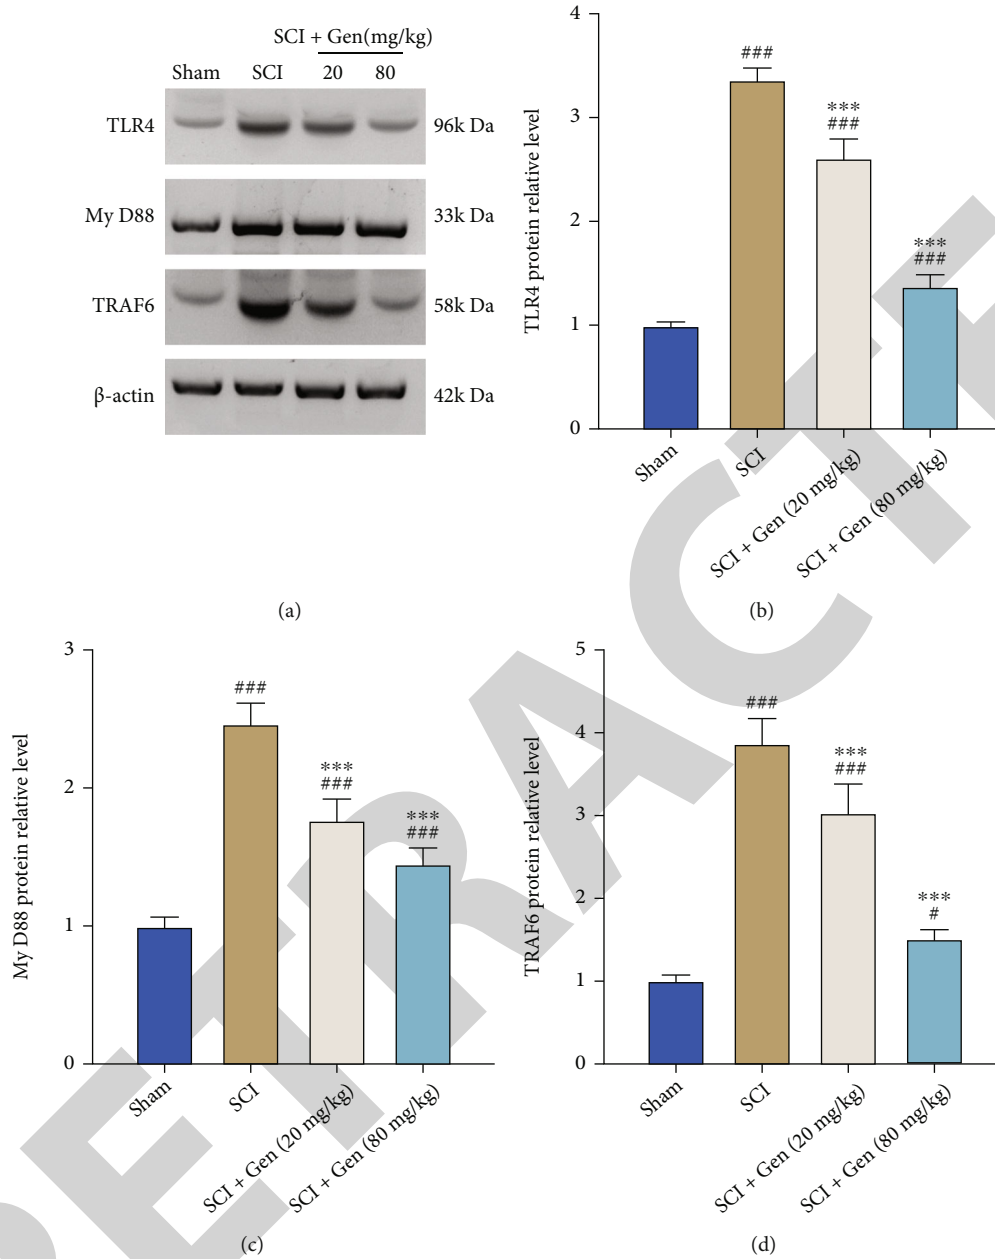 SCI + Gen(mg/kg)
Sham SCI 20 80
TLR4 96k Da
My D88 33k Da
TRAF6 58k Da
β-actin 42k Da
(a)
TLR4 protein relative level
4
3
2
1
0
###
***
###
***
###
Sham
SCI
SCI + Gen (20 mg/kg)
SCI + Gen (80 mg/kg)
(b)
My D88 protein relative level
3
2
1
0
###
***
###
***
###
Sham
SCI
SCI + Gen (20 mg/kg)
SCI + Gen (80 mg/kg)
(c)
TRAF6 protein relative level
5
4
3
2
1
0
###
***
###
***
#
Sham
SCI
SCI + Gen (20 mg/kg)
SCI + Gen (80 mg/kg)
(d)
RETRACTE